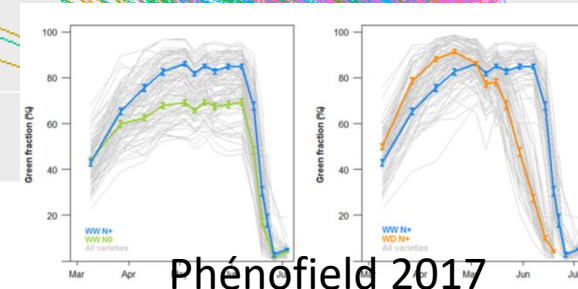 Green fraction (%)
100
80
60
40
20
WW N+
WW N0
All varieties
Mar
Apr
Jul
Green fraction (%)
100
80
60
40
20
WW N+
WD N+
All varieties
Apr
Jun
Phénofield 2017